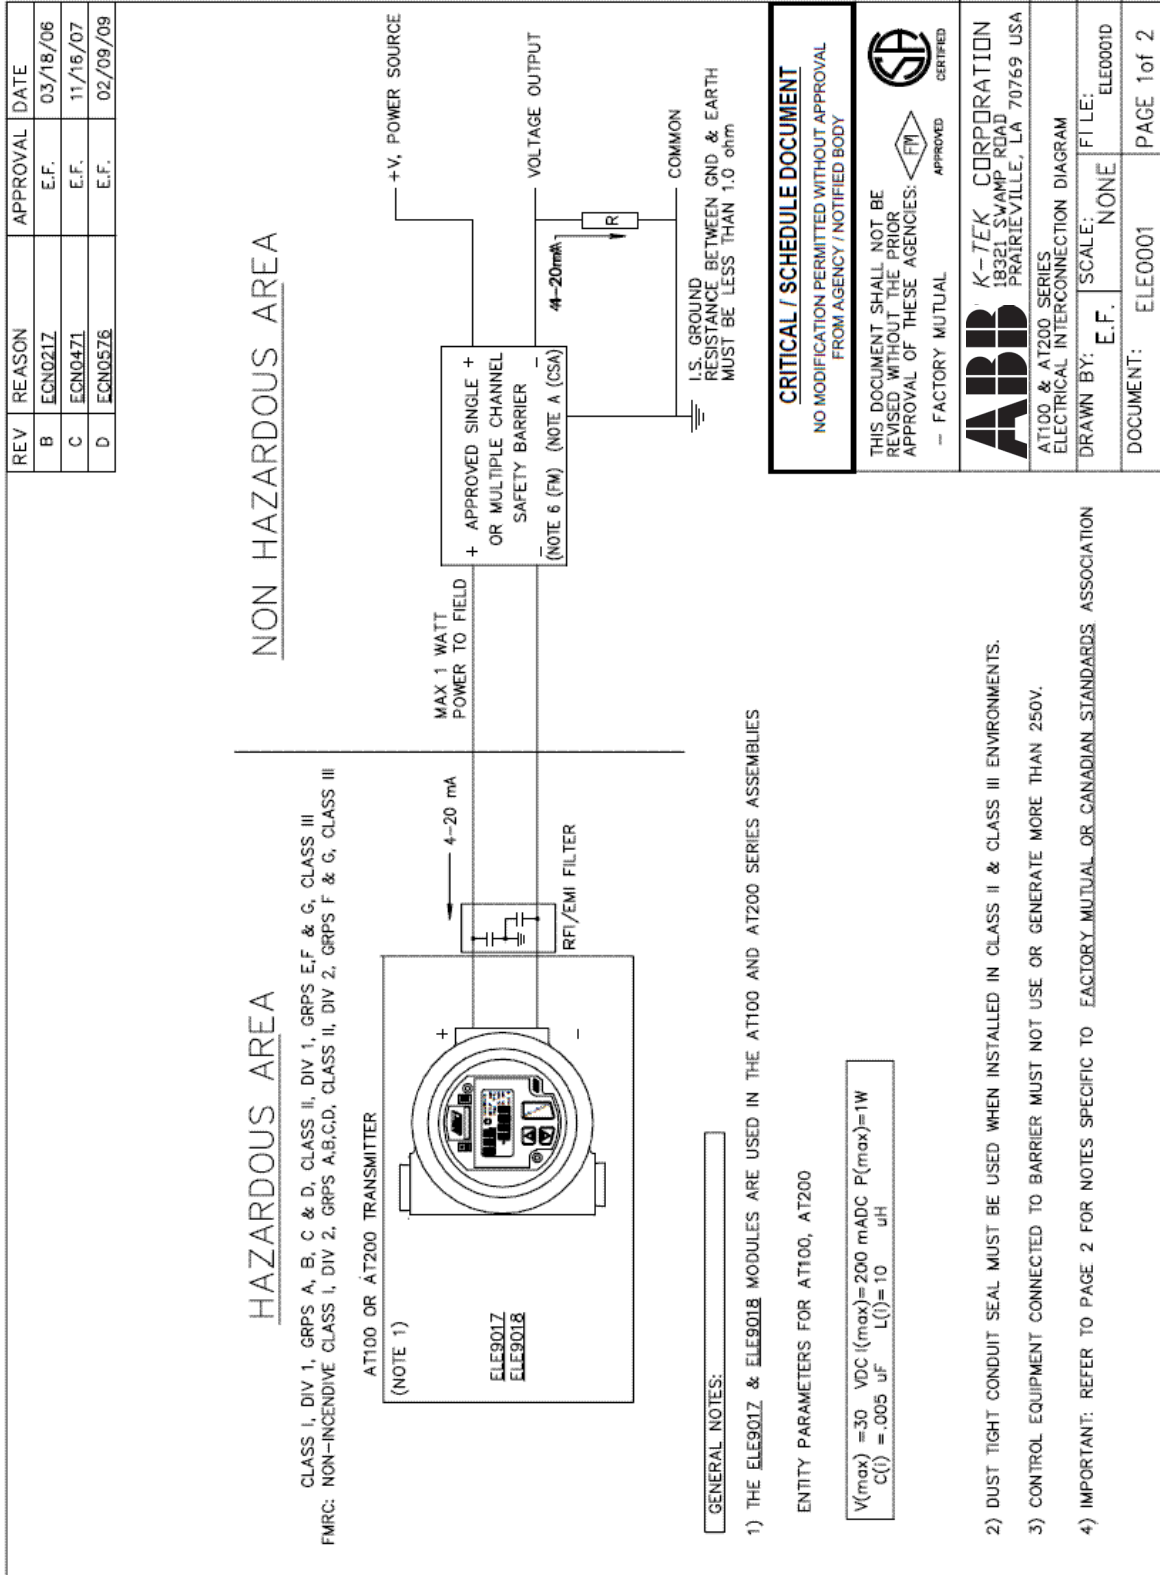 REV REASON APPROVAL DATE
B ECN0217 E.F. 03/18/06
C ECN0471 E.F. 11/16/07
D ECN0576 E.F. 02/09/09
HAZARDOUS AREA
NON HAZARDOUS AREA
CLASS I, DIV 1, GRPS A, B, C & D, CLASS II, DIV 1, GRPS E,F & G, CLASS III
FMRC: NON-INCENDIVE CLASS I, DIV 2, GRPS A,B,C,D, CLASS II, DIV 2, GRPS F & G, CLASS III
AT100 OR AT200 TRANSMITTER
(NOTE 1)
ELE9017
ELE9018
+
-
4-20 mA
RFI/EMI FILTER
MAX 1 WATT
POWER TO FIELD
+ APPROVED SINGLE +
OR MULTIPLE CHANNEL
SAFETY BARRIER
- -
(NOTE 6 (FM) (NOTE A (CSA)
+V, POWER SOURCE
VOLTAGE OUTPUT
4-20mA
R
COMMON
I.S. GROUND
RESISTANCE BETWEEN GND & EARTH
MUST BE LESS THAN 1.0 ohm
GENERAL NOTES:
1) THE ELE9017 & ELE9018 MODULES ARE USED IN THE AT100 AND AT200 SERIES ASSEMBLIES
ENTITY PARAMETERS FOR AT100, AT200
V(max) =30 VDC I(max)=200 mADC P(max)=1W
C(i) =.005 uF L(i)=10 uH
2) DUST TIGHT CONDUIT SEAL MUST BE USED WHEN INSTALLED IN CLASS II & CLASS III ENVIRONMENTS.
3) CONTROL EQUIPMENT CONNECTED TO BARRIER MUST NOT USE OR GENERATE MORE THAN 250V.
4) IMPORTANT: REFER TO PAGE 2 FOR NOTES SPECIFIC TO FACTORY MUTUAL OR CANADIAN STANDARDS ASSOCIATION
CRITICAL / SCHEDULE DOCUMENT
NO MODIFICATION PERMITTED WITHOUT APPROVAL
FROM AGENCY / NOTIFIED BODY
THIS DOCUMENT SHALL NOT BE
REVISED WITHOUT THE PRIOR
APPROVAL OF THESE AGENCIES:
- FACTORY MUTUAL
FM
APPROVED
SA
CERTIFIED
ABB
K-TEK CORPORATION
18321 SWAMP ROAD
PRAIRIEVILLE, LA 70769 USA
AT100 & AT200 SERIES
ELECTRICAL INTERCONNECTION DIAGRAM
DRAWN BY: E.F. SCALE: NONE FILE: ELE0001D
DOCUMENT: ELE0001 PAGE 1of 2